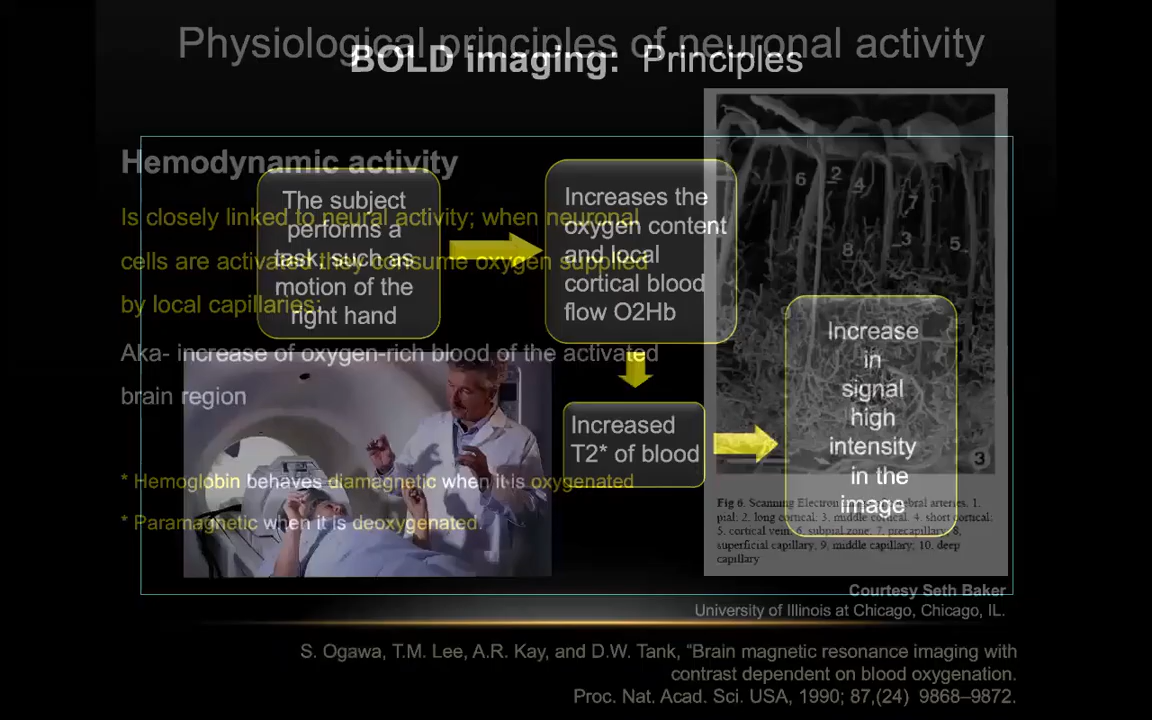 Physiological principles of neuronal activity
BOLD imaging: Principles
Hemodynamic activity
Is closely linked to neural activity; when neuronal
cells are activated they consume oxygen supplied
by local capillaries;
Aka- increase of oxygen-rich blood of the activated
brain region
* Hemoglobin behaves diamagnetic when it is oxygenated
* Paramagnetic when it is deoxygenated.
The subject
performs a
task, such as
motion of the
right hand
Increases the
oxygen content
and local
cortical blood
flow O2Hb
Increased
T2* of blood
Increase
in
signal
high
intensity
in the
image
6
2
4
7
8
3
5
3
Fig 6. Scanning Electron cerebral arteries. 1.
pial: 2, long cortical: 3. middle cortical. 4. short cortical:
5. cortical vein: 6. subpial zone. 7. precapillary. 8,
superficial capillary, 9, middle capillary; 10. deep
capillary
Courtesy Seth Baker
University of Illinois at Chicago, Chicago, IL.
S. Ogawa, T.M. Lee, A.R. Kay, and D.W. Tank, “Brain magnetic resonance imaging with
contrast dependent on blood oxygenation.
Proc. Nat. Acad. Sci. USA, 1990; 87,(24) 9868–9872.